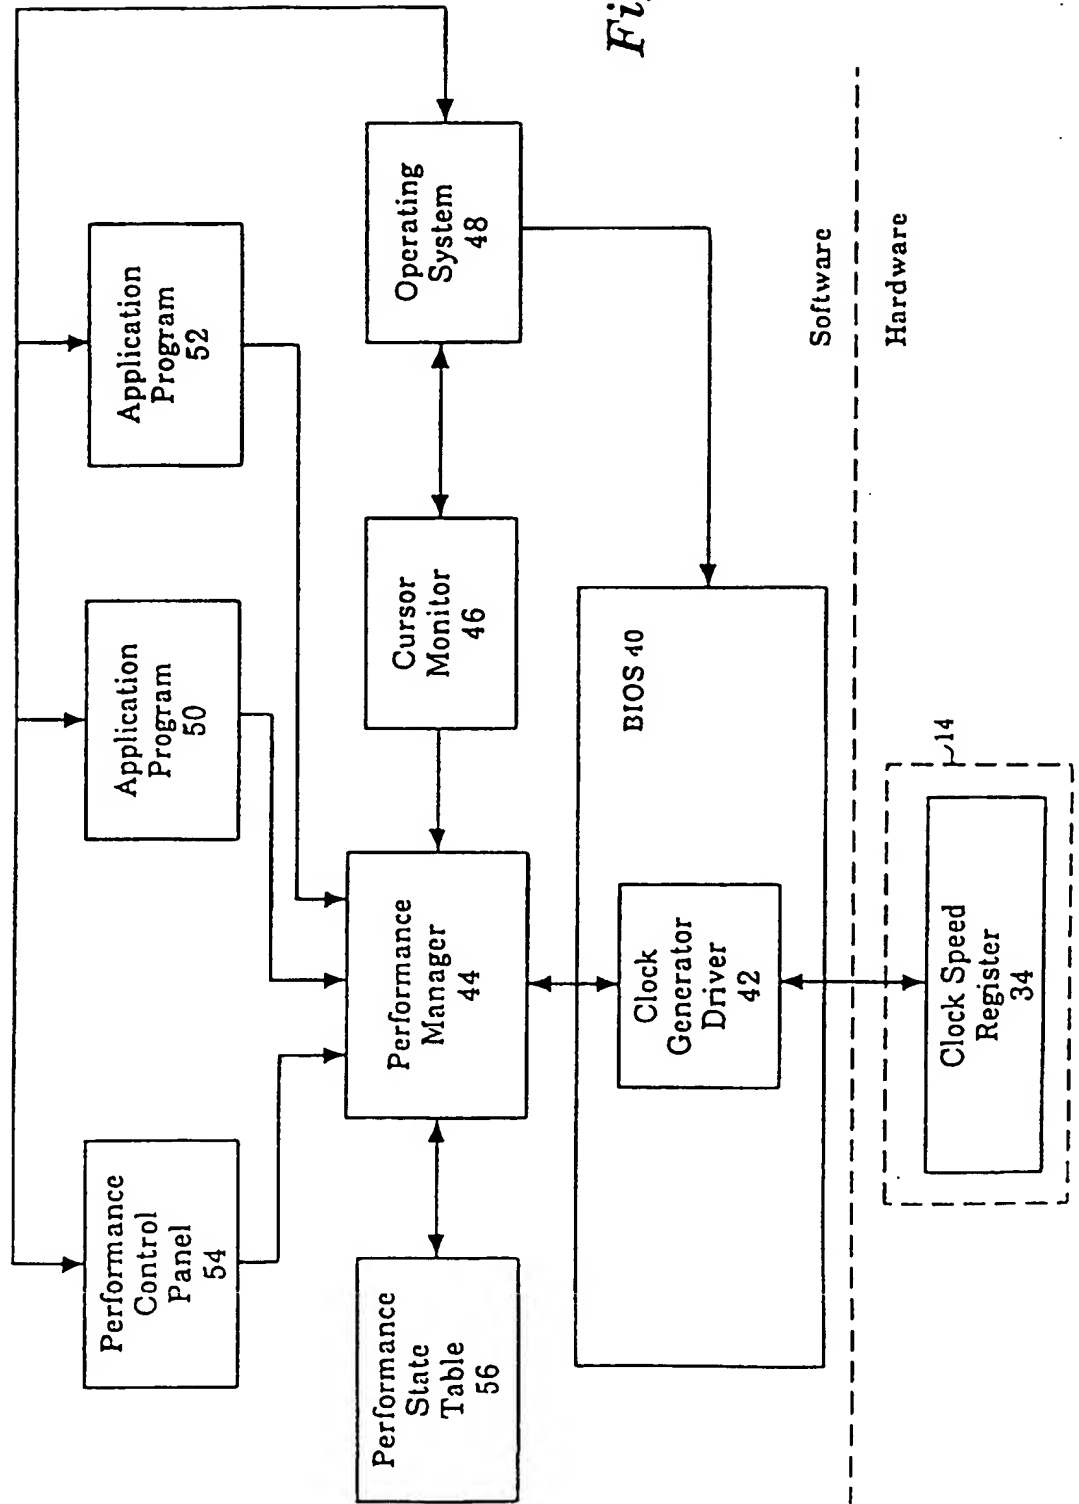 Performance
Control
Panel
54
Application
Program
50
Application
Program
52
Performance
State
Table
56
Performance
Manager
44
Cursor
Monitor
46
Operating
System
48
BIOS 40
Clock
Generator
Driver
42
Software
Hardware
14
Clock Speed
Register
34